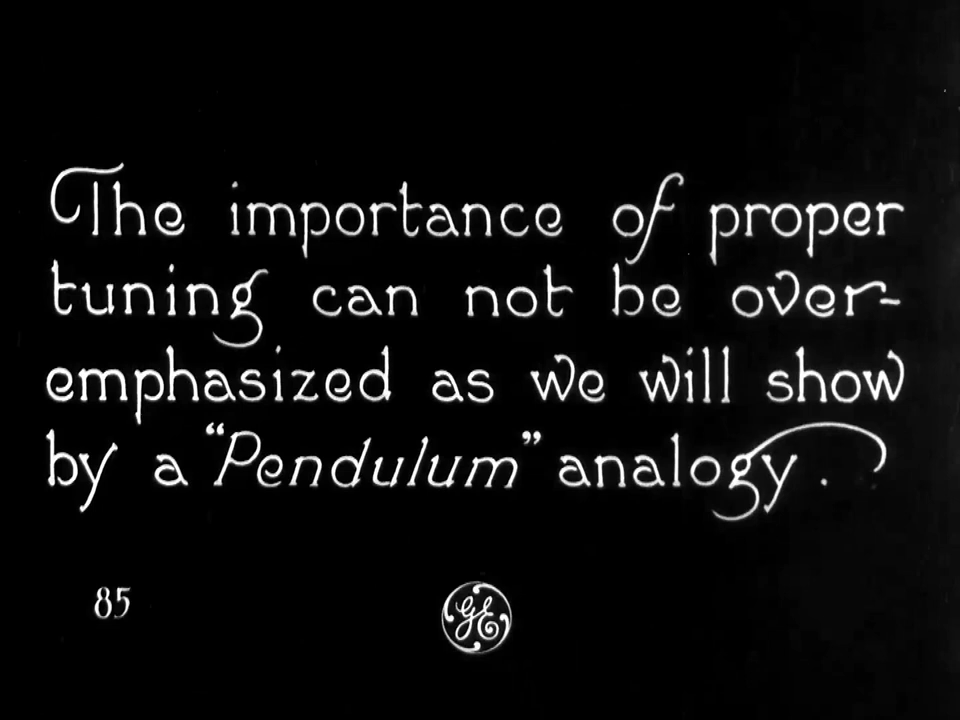 The importance of proper
tuning can not be over-
emphasized as we will show
by a "Pendulum" analogy.
85
GE